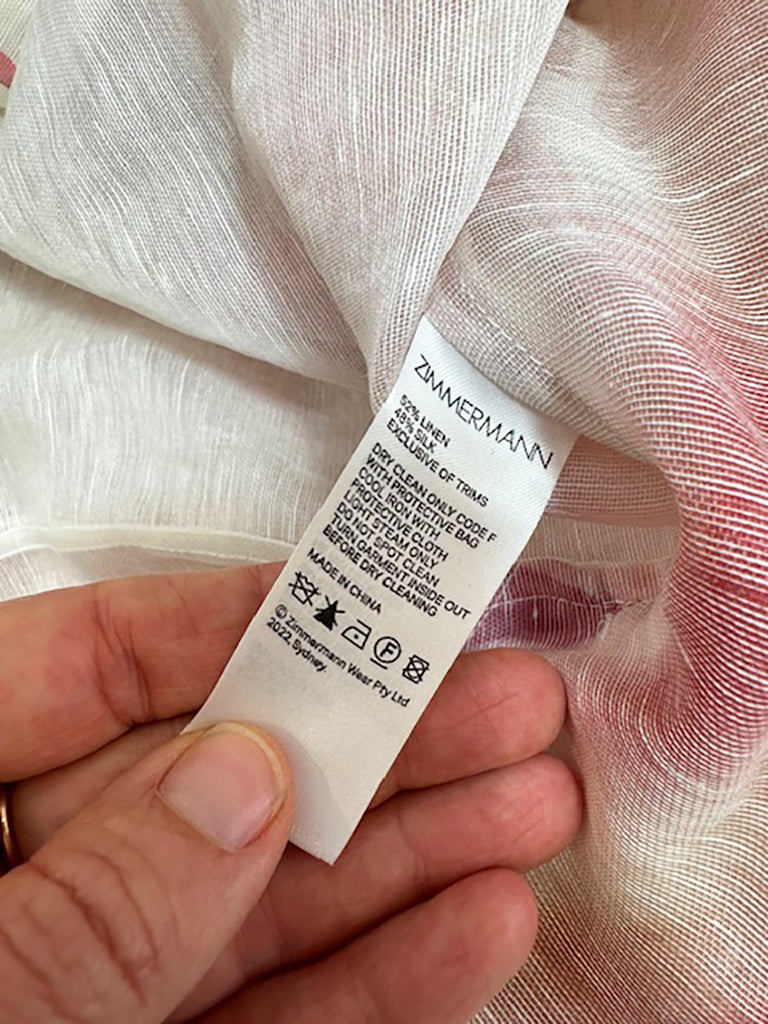 ZIMMERMANN
52% LINEN
48% SILK
EXCLUSIVE OF TRIMS
DRY CLEAN ONLY CODE F
WITH PROTECTIVE BAG
COOL IRON WITH
PROTECTIVE CLOTH
LIGHT STEAM ONLY
DO NOT SPOT CLEAN
TURN GARMENT INSIDE OUT
BEFORE DRY CLEANING
MADE IN CHINA
F
© Zimmermann Wear Pty Ltd
2022, Sydney.